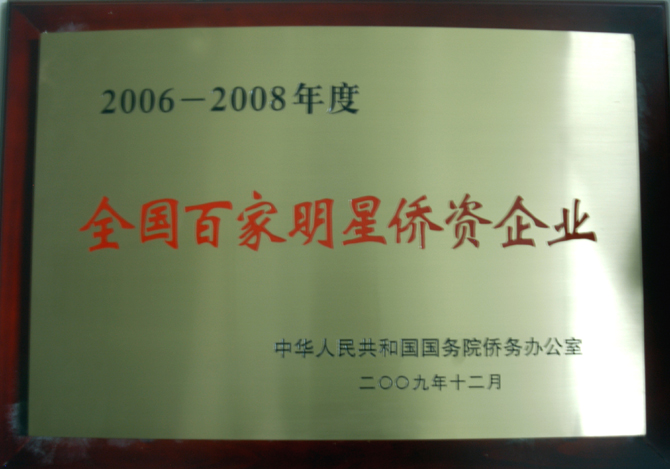 2006－2008年度
全国百家明星侨资企业
中华人民共和国国务院侨务办公室
二〇〇九年十二月